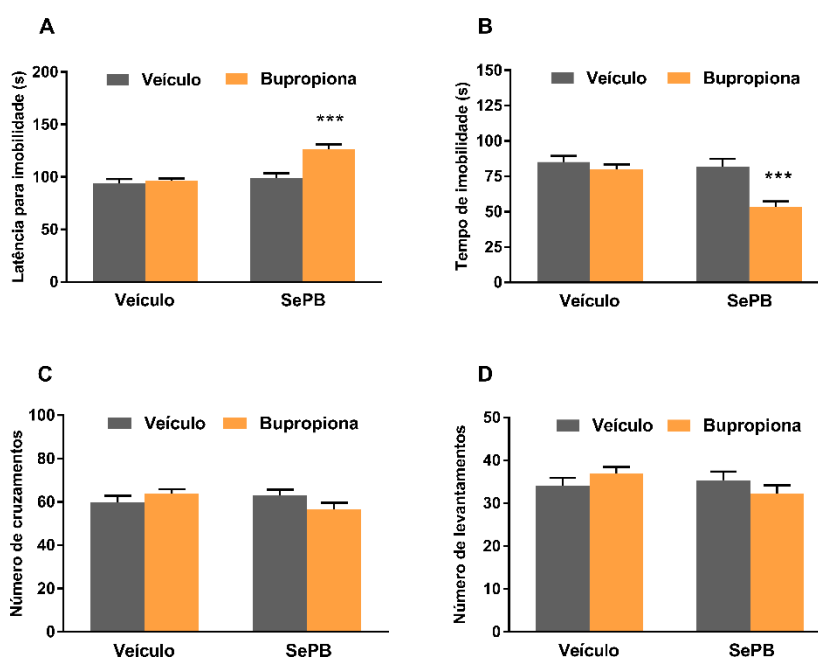 A
Latência para imobilidade (s)
200
150
100
50
0
Veículo Bupropiona
***
Veículo SePB
B
Tempo de imobilidade (s)
150
125
100
75
50
25
0
Veículo Bupropiona
***
Veículo SePB
C
Número de cruzamentos
100
80
60
40
20
0
Veículo Bupropiona
Veículo SePB
D
Número de levantamentos
50
40
30
20
10
0
Veículo Bupropiona
Veículo SePB